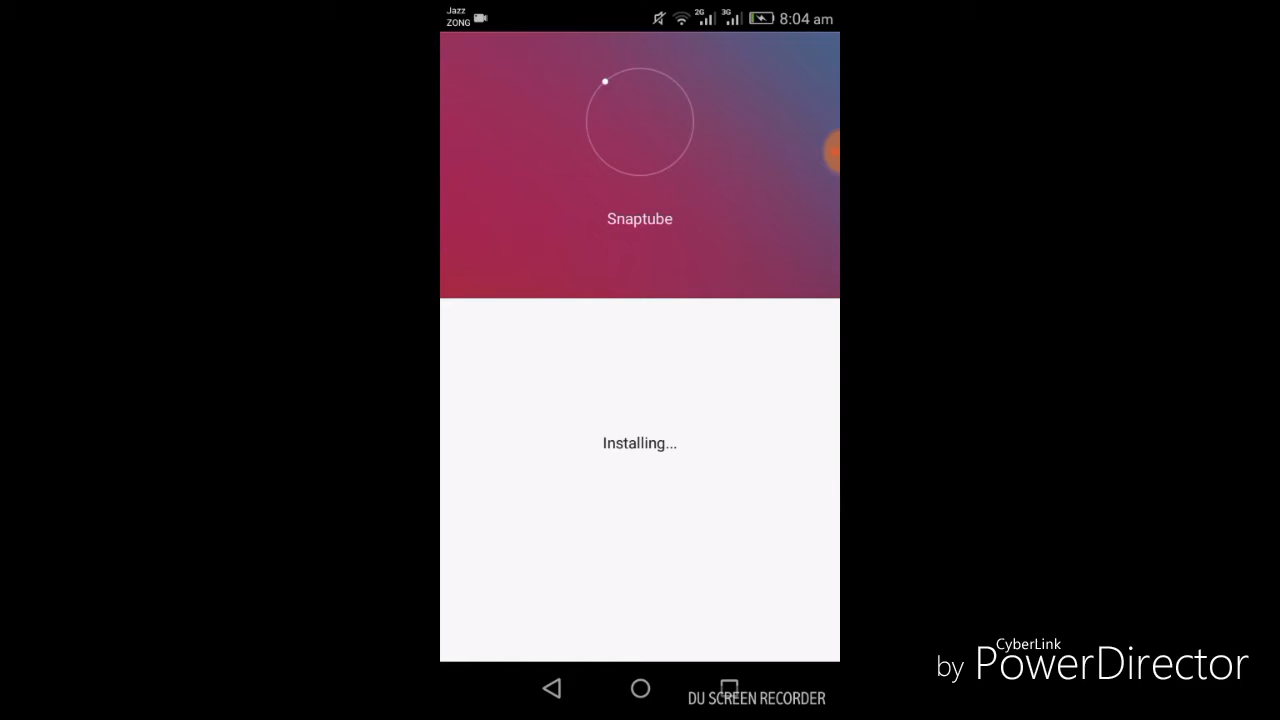 Jazz
ZONG
2G
3G
8:04 am
Snaptube
Installing...
CyberLink
by PowerDirector
DU SCREEN RECORDER